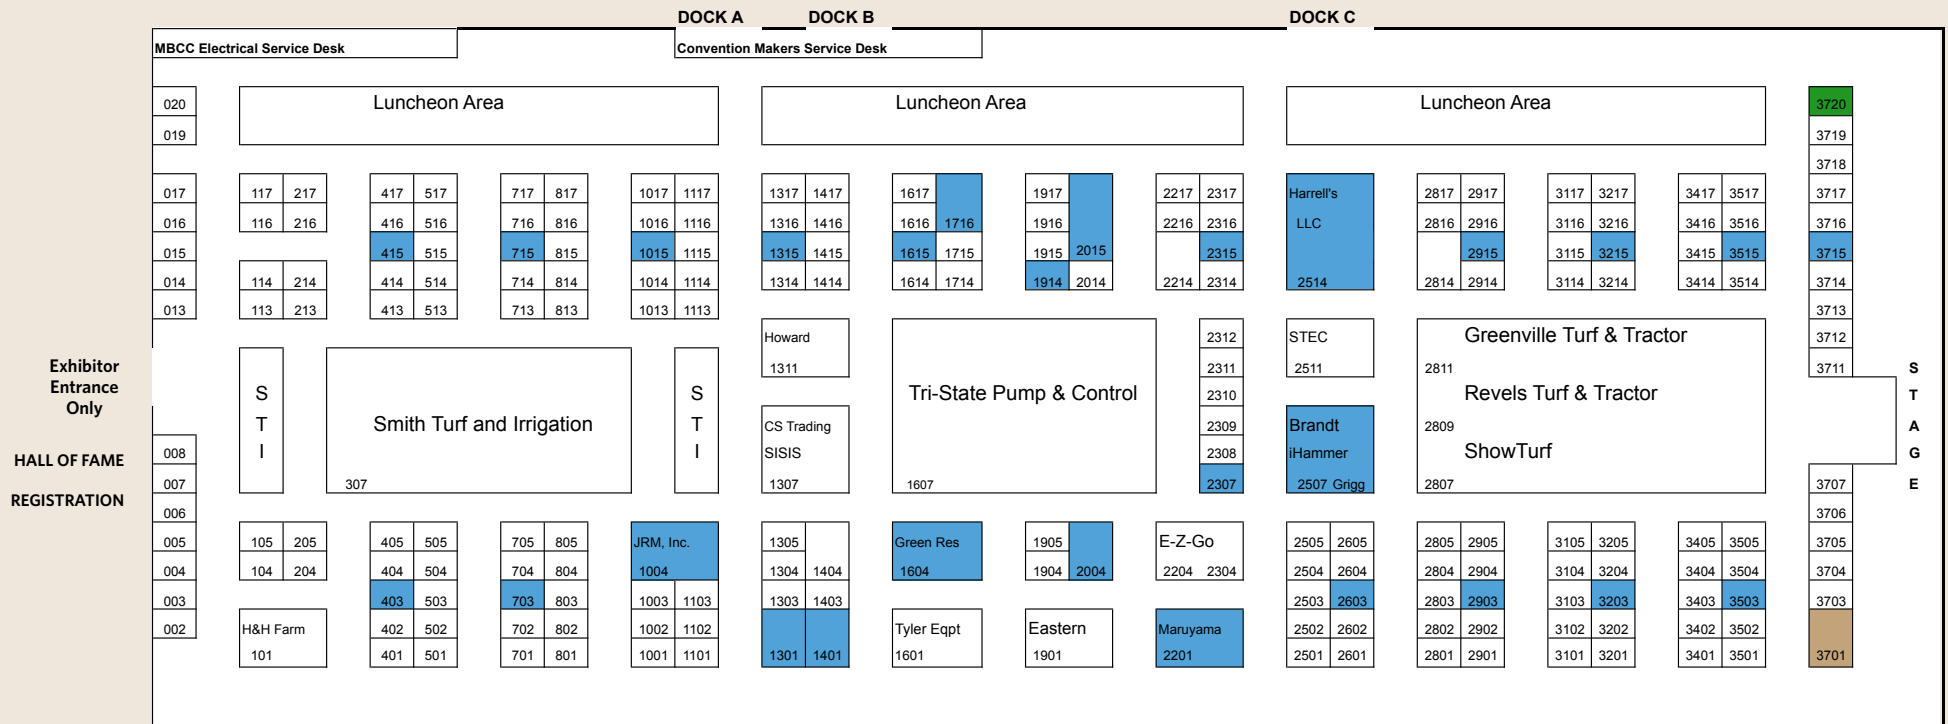 DOCK A DOCK B DOCK C
MBCC Electrical Service Desk Convention Makers Service Desk
020 Luncheon Area Luncheon Area Luncheon Area 3720
019 3719
3718
017 117 217 417 517 717 817 1017 1117 1317 1417 1617 1917 2217 2317 Harrell's 2817 2917 3117 3217 3417 3517 3717
016 116 216 416 516 716 816 1016 1116 1316 1416 1616 1716 1916 2216 2316 LLC 2816 2916 3116 3216 3416 3516 3716
015 415 515 715 815 1015 1115 1315 1415 1615 1715 1915 2015 2315 2915 3115 3215 3415 3515 3715
014 114 214 414 514 714 814 1014 1114 1314 1414 1614 1714 1914 2014 2214 2314 2514 2814 2914 3114 3214 3414 3514 3714
013 113 213 413 513 713 813 1013 1113 3713
Howard 2312 STEC Greenville Turf & Tractor 3712
Exhibitor 1311 2311 2511 2811 3711 S
Entrance S S Tri-State Pump & Control 2310 Revels Turf & Tractor T
Only
T Smith Turf and Irrigation T CS Trading 2309 Brandt 2809 A
HALL OF FAME 008 I I SISIS 2308 iHammer ShowTurf G
007 307 1307 1607 2307 2507 Grigg 2807 3707 E
REGISTRATION
006 3706
005 105 205 405 505 705 805 JRM, Inc. 1305 Green Res 1905 E-Z-Go 2505 2605 2805 2905 3105 3205 3405 3505 3705
004 104 204 404 504 704 804 1004 1304 1404 1604 1904 2004 2204 2304 2504 2604 2804 2904 3104 3204 3404 3504 3704
003 403 503 703 803 1003 1103 1303 1403 2503 2603 2803 2903 3103 3203 3403 3503 3703
002 H&H Farm 402 502 702 802 1002 1102 Tyler Eqpt Eastern Maruyama 2502 2602 2802 2902 3102 3202 3402 3502
101 401 501 701 801 1001 1101 1301 1401 1601 1901 2201 2501 2601 2801 2901 3101 3201 3401 3501 3701